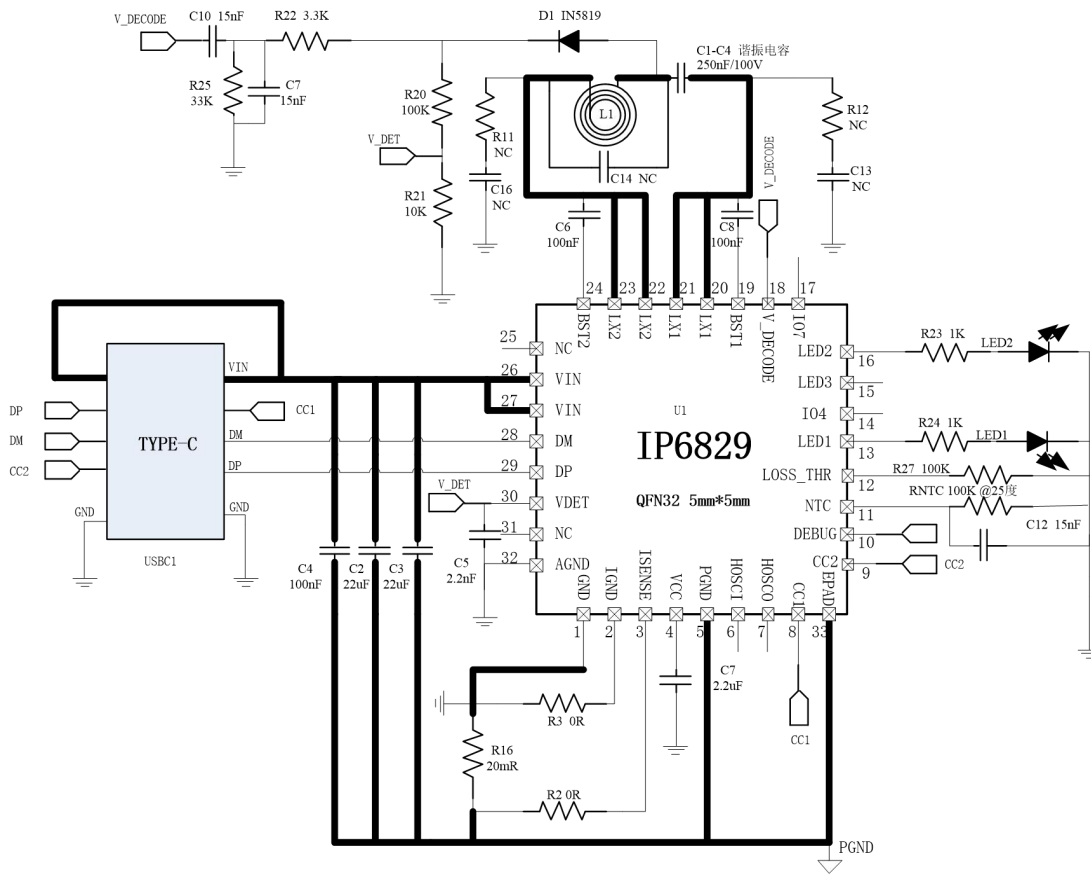 V_DECODE
C10 15nF
R22 3.3K
D1 IN5819
C1-C4 谐振电容
250nF/100V
R25
33K
C7
15nF
R20
100K
V_DET
R21
10K
R11
NC
C16
NC
L1
C14 NC
R12
NC
C13
NC
V_DECODE
C6
100nF
C8
100nF
24
23
22
21
20
19
18
17
BST2
LX2
LX2
LX1
LX1
BST1
V_DECODE
IO7
TYPE-C
USBC1
VIN
DP
DM
CC2
GND
CC1
DM
DP
GND
V_DET
25
26
27
28
29
30
31
32
NC
VIN
VIN
DM
DP
VDET
NC
AGND
U1
IP6829
QFN32 5mm*5mm
LED2
LED3
IO4
LED1
LOSS_THR
NTC
DEBUG
CC2
16
15
14
13
12
11
10
9
R23 1K
LED2
R24 1K
LED1
R27 100K
RNTC 100K @25度
C12 15nF
CC2
C4
100nF
C2
22uF
C3
22uF
C5
2.2nF
GND
IGND
ISENSE
VCC
PGND
HOSCI
HOSCO
CC1
EPAD
1
2
3
4
5
6
7
8
33
R3 0R
R16
20mR
R2 0R
C7
2.2uF
CC1
PGND